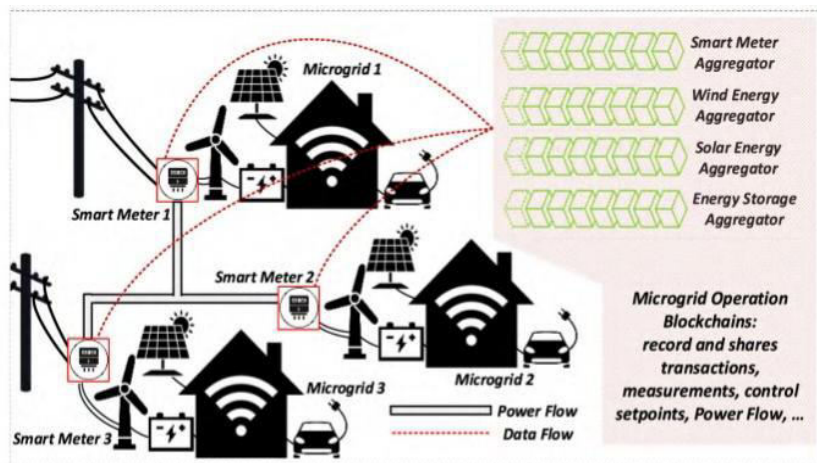 Microgrid 1
Smart Meter
Aggregator
Wind Energy
Aggregator
Solar Energy
Aggregator
Energy Storage
Aggregator
Smart Meter 1
Smart Meter 2
Microgrid 2
Microgrid 3
Smart Meter 3
Power Flow
Data Flow
Microgrid Operation
Blockchains:
record and shares
transactions,
measurements, control
setpoints, Power Flow, ...